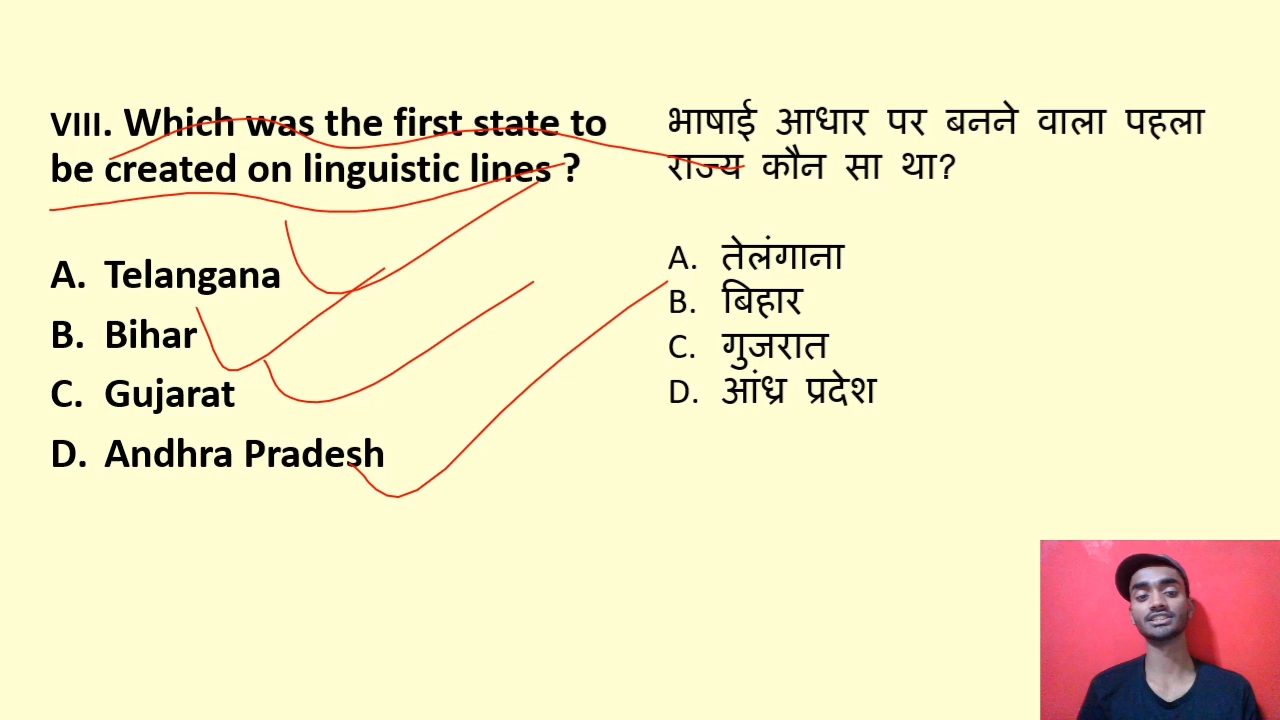 VIII. Which was the first state to
be created on linguistic lines ?
A. Telangana
B. Bihar
C. Gujarat
D. Andhra Pradesh
भाषाई आधार पर बनने वाला पहला
राज्य कौन सा था?
A. तेलंगाना
B. बिहार
C. गुजरात
D. आंध्र प्रदेश